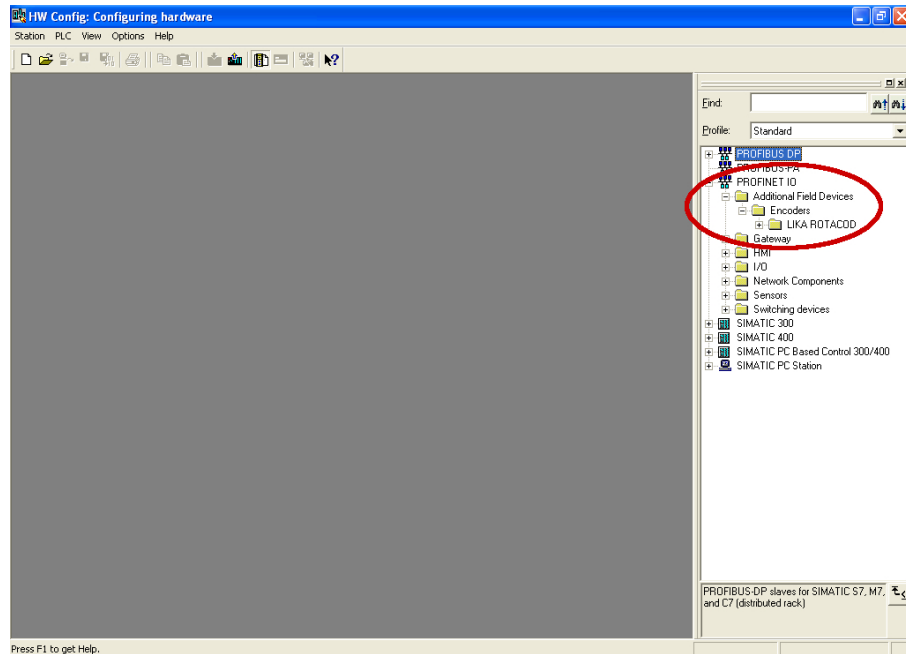 HW Config: Configuring hardware
Station PLC View Options Help
Find:
Profile: Standard
PROFIBUS DP
PROFIBUS-PA
PROFINET IO
Additional Field Devices
Encoders
LIKA ROTACOD
Gateway
HMI
I/O
Network Components
Sensors
Switching devices
SIMATIC 300
SIMATIC 400
SIMATIC PC Based Control 300/400
SIMATIC PC Station
PROFIBUS-DP slaves for SIMATIC S7, M7,
and C7 (distributed rack)
Press F1 to get Help.